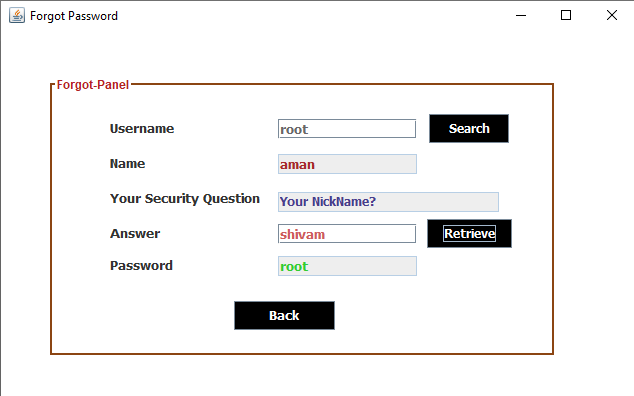 Forgot Password
Forgot-Panel
Username root Search
Name aman
Your Security Question Your NickName?
Answer shivam Retrieve
Password root
Back